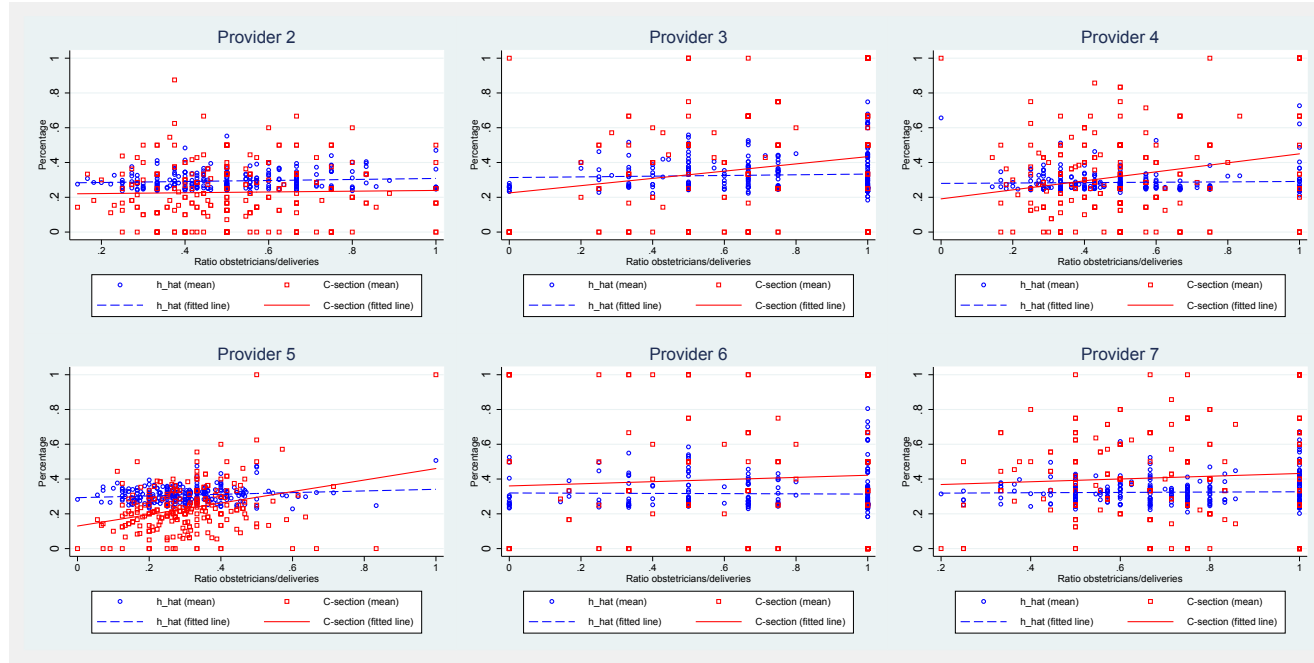 Provider 2
Percentage
0 .2 .4 .6 .8 1
.2 .4 .6 .8 1
Ratio obstetricians/deliveries
h_hat (mean) C-section (mean)
h_hat (fitted line) C-section (fitted line)
Provider 3
Percentage
0 .2 .4 .6 .8 1
0 .2 .4 .6 .8 1
Ratio obstetricians/deliveries
h_hat (mean) C-section (mean)
h_hat (fitted line) C-section (fitted line)
Provider 4
Percentage
0 .2 .4 .6 .8 1
0 .2 .4 .6 .8 1
Ratio obstetricians/deliveries
h_hat (mean) C-section (mean)
h_hat (fitted line) C-section (fitted line)
Provider 5
Percentage
0 .2 .4 .6 .8 1
0 .2 .4 .6 .8 1
Ratio obstetricians/deliveries
h_hat (mean) C-section (mean)
h_hat (fitted line) C-section (fitted line)
Provider 6
Percentage
0 .2 .4 .6 .8 1
0 .2 .4 .6 .8 1
Ratio obstetricians/deliveries
h_hat (mean) C-section (mean)
h_hat (fitted line) C-section (fitted line)
Provider 7
Percentage
0 .2 .4 .6 .8 1
.2 .4 .6 .8 1
Ratio obstetricians/deliveries
h_hat (mean) C-section (mean)
h_hat (fitted line) C-section (fitted line)